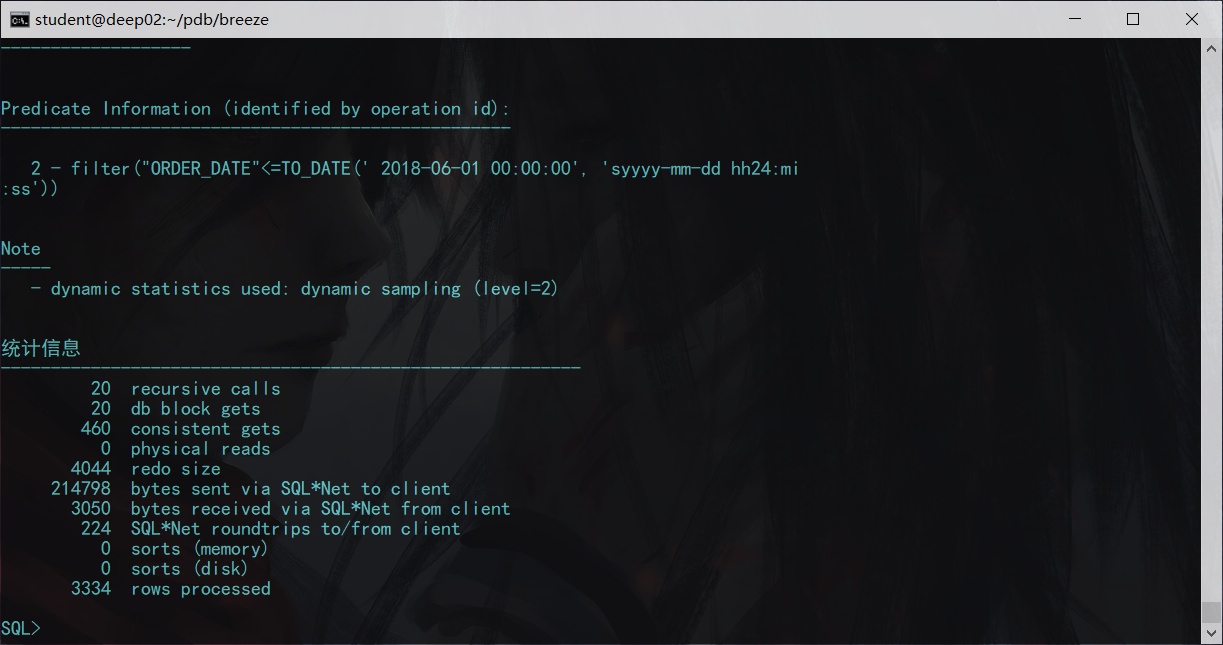 student@deep02:~/pdb/breeze
-------------------
Predicate Information (identified by operation id):
---------------------------------------------------
2 - filter("ORDER_DATE"<=TO_DATE(' 2018-06-01 00:00:00', 'syyyy-mm-dd hh24:mi
:ss'))
Note
-----
- dynamic statistics used: dynamic sampling (level=2)
统计信息
----------------------------------------------------------
20 recursive calls
20 db block gets
460 consistent gets
0 physical reads
4044 redo size
214798 bytes sent via SQL*Net to client
3050 bytes received via SQL*Net from client
224 SQL*Net roundtrips to/from client
0 sorts (memory)
0 sorts (disk)
3334 rows processed
SQL>